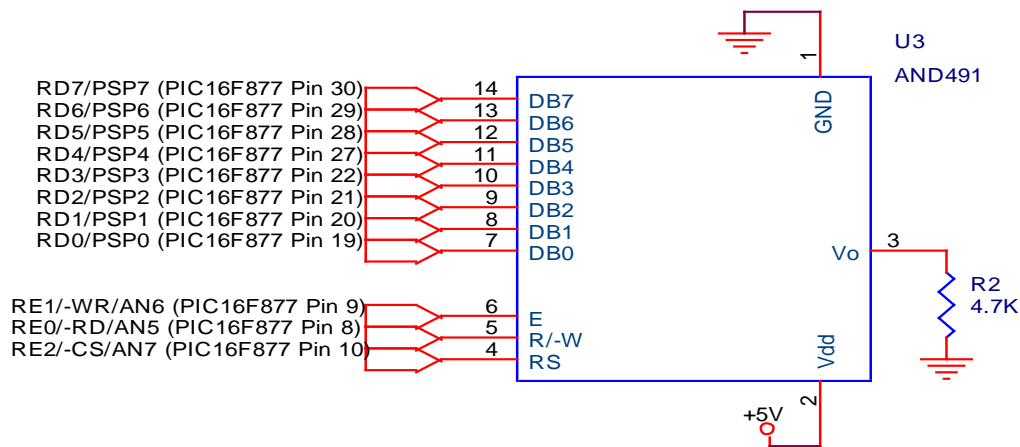 U3
AND491
1
GND
RD7/PSP7 (PIC16F877 Pin 30)
14
DB7
RD6/PSP6 (PIC16F877 Pin 29)
13
DB6
RD5/PSP5 (PIC16F877 Pin 28)
12
DB5
RD4/PSP4 (PIC16F877 Pin 27)
11
DB4
RD3/PSP3 (PIC16F877 Pin 22)
10
DB3
RD2/PSP2 (PIC16F877 Pin 21)
9
DB2
RD1/PSP1 (PIC16F877 Pin 20)
8
DB1
RD0/PSP0 (PIC16F877 Pin 19)
7
DB0
Vo
3
R2
4.7K
RE1/-WR/AN6 (PIC16F877 Pin 9)
6
E
RE0/-RD/AN5 (PIC16F877 Pin 8)
5
R/-W
RE2/-CS/AN7 (PIC16F877 Pin 10)
4
RS
Vdd
2
+5V